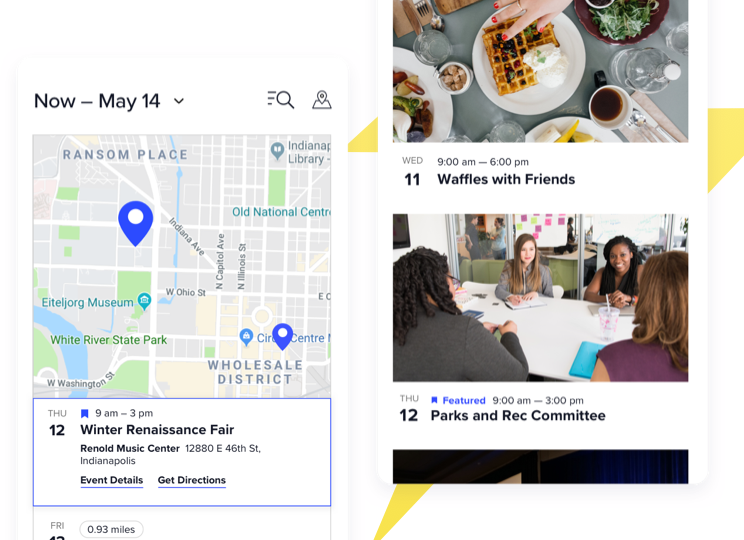 Now – May 14
RANSOM PLACE
Indianap
Library -
Old National Centre
Indiana Ave
N Capitol Ave
N Illinois St
W Ohio St
E O
Eiteljorg Museum
White River State Park
Circ Centre
WHOLESALE
DISTRICT
W Washington St
THU
12
9 am – 3 pm
Winter Renaissance Fair
Renold Music Center 12880 E 46th St,
Indianapolis
Event Details Get Directions
FRI
0.93 miles
WED
11
9:00 am — 6:00 pm
Waffles with Friends
THU
12
Featured 9:00 am — 3:00 pm
Parks and Rec Committee